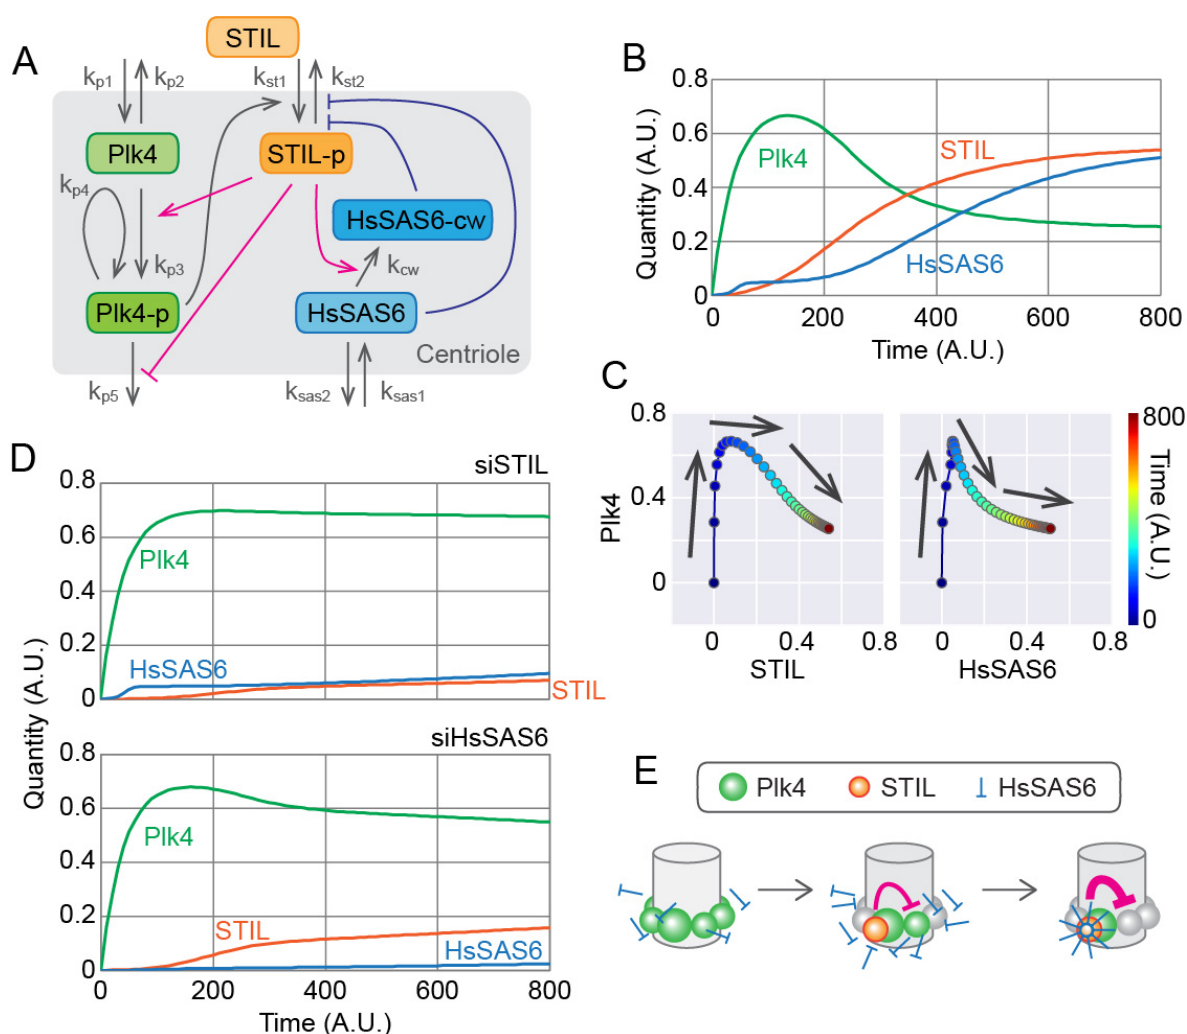 A
STIL
kp1
kp2
kst1
kst2
Plk4
STIL-p
kp4
HsSAS6-cw
kp3
kcw
Plk4-p
HsSAS6
Centriole
kp5
ksas2
ksas1
B
Quantity (A.U.)
0.8
0.6
0.4
0.2
0
Plk4
STIL
HsSAS6
0 200 400 600 800
Time (A.U.)
C
Plk4
0.8
0.4
0
0 0.4 0.8
STIL
0 0.4 0.8
HsSAS6
800
Time (A.U.)
0
D
siSTIL
Quantity (A.U.)
0.8
0.6
0.4
0.2
0
Plk4
HsSAS6
STIL
siHsSAS6
0.8
0.6
0.4
0.2
0
Plk4
STIL
HsSAS6
0 200 400 600 800
Time (A.U.)
E
Plk4 STIL HsSAS6